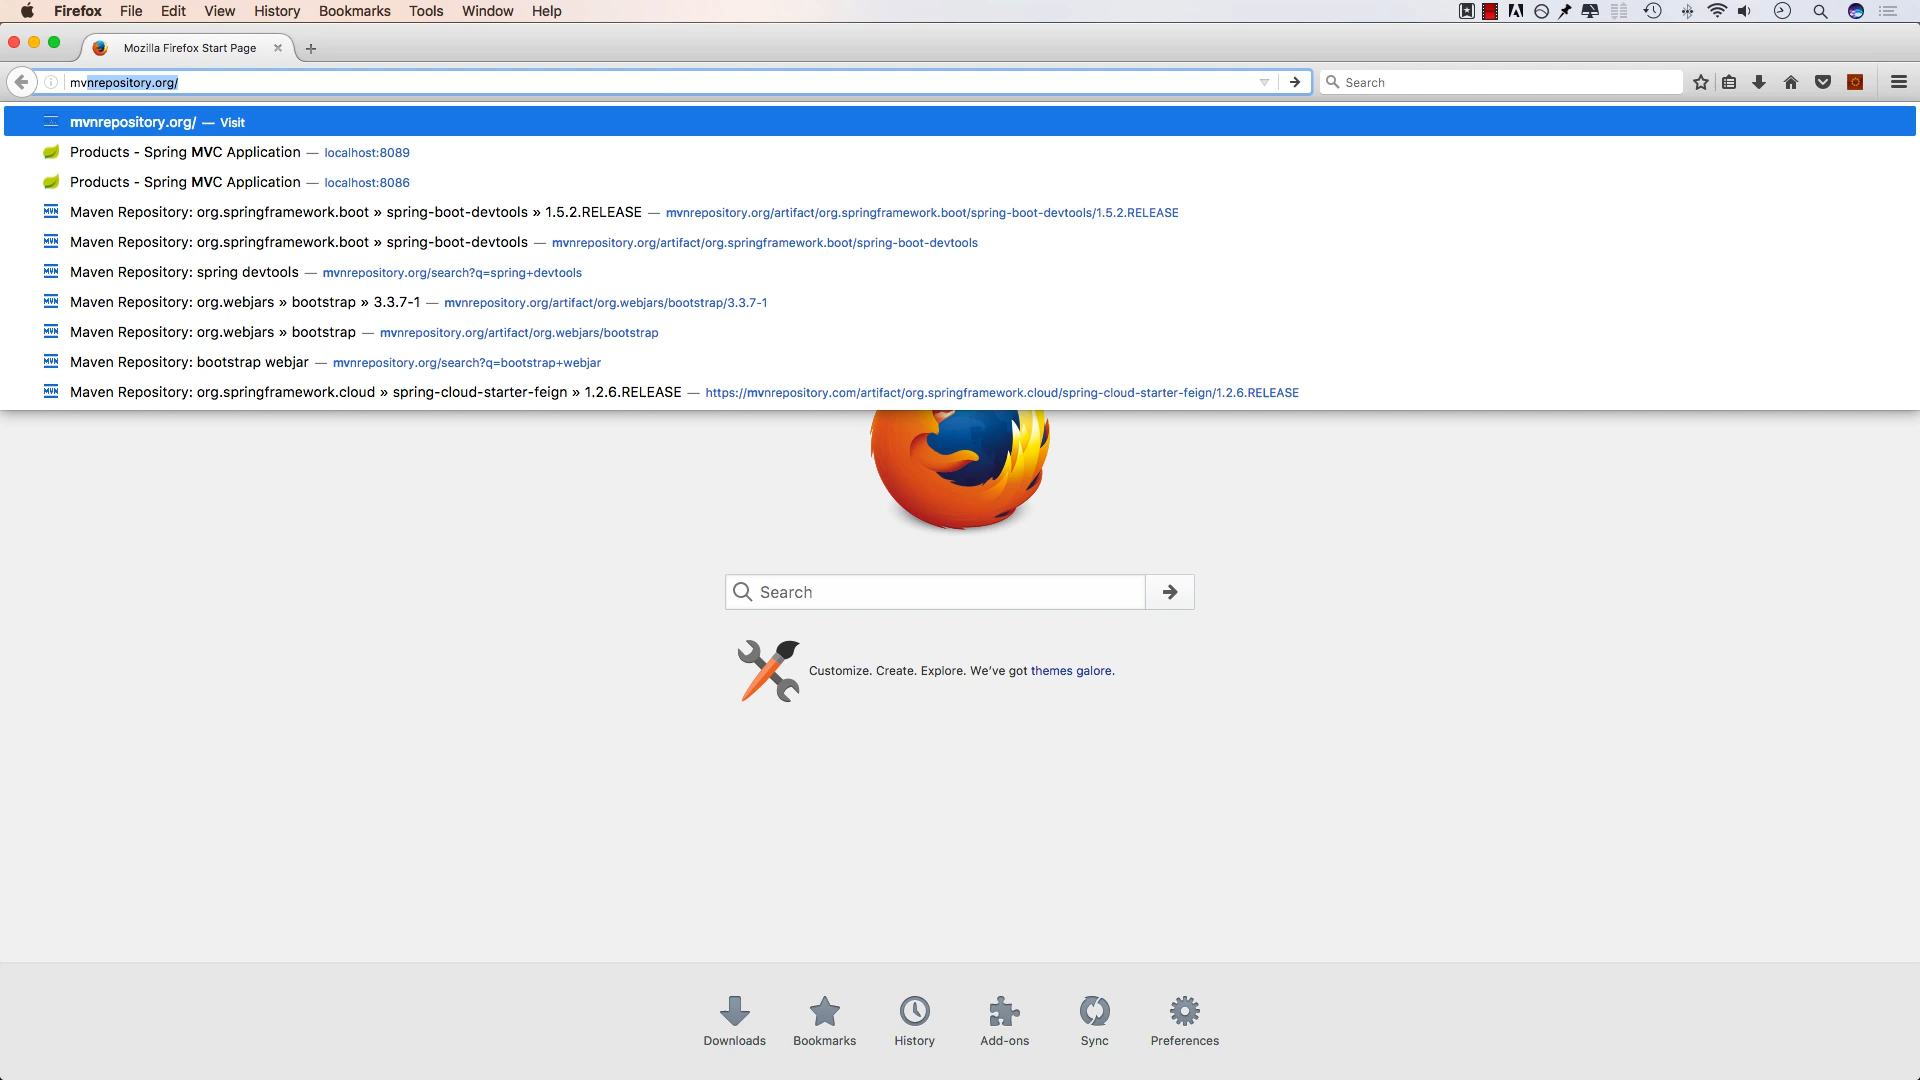 Firefox File Edit View History Bookmarks Tools Window Help
Mozilla Firefox Start Page
mvnrepository.org/
Search
mvnrepository.org/ — Visit
Products - Spring MVC Application — localhost:8089
Products - Spring MVC Application — localhost:8086
MVN Maven Repository: org.springframework.boot » spring-boot-devtools » 1.5.2.RELEASE — mvnrepository.org/artifact/org.springframework.boot/spring-boot-devtools/1.5.2.RELEASE
MVN Maven Repository: org.springframework.boot » spring-boot-devtools — mvnrepository.org/artifact/org.springframework.boot/spring-boot-devtools
MVN Maven Repository: spring devtools — mvnrepository.org/search?q=spring+devtools
MVN Maven Repository: org.webjars » bootstrap » 3.3.7-1 — mvnrepository.org/artifact/org.webjars/bootstrap/3.3.7-1
MVN Maven Repository: org.webjars » bootstrap — mvnrepository.org/artifact/org.webjars/bootstrap
MVN Maven Repository: bootstrap webjar — mvnrepository.org/search?q=bootstrap+webjar
MVN Maven Repository: org.springframework.cloud » spring-cloud-starter-feign » 1.2.6.RELEASE — https://mvnrepository.com/artifact/org.springframework.cloud/spring-cloud-starter-feign/1.2.6.RELEASE
Search
Customize. Create. Explore. We've got themes galore.
Downloads Bookmarks History Add-ons Sync Preferences